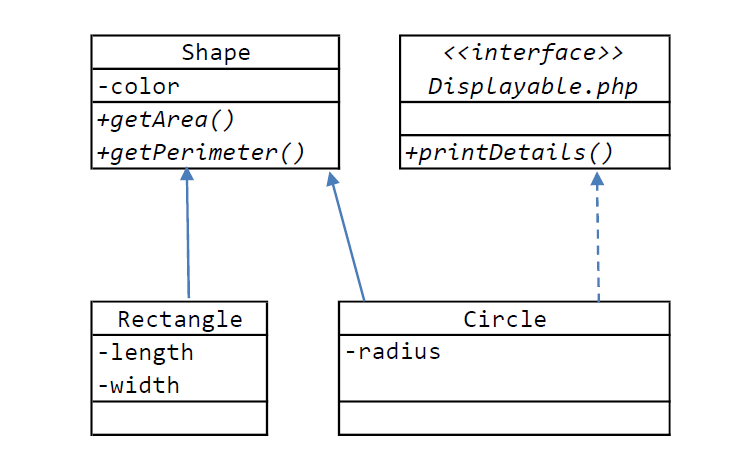 Shape
-color
+getArea()
+getPerimeter()
<<interface>>
Displayable.php
+printDetails()
Rectangle
-length
-width
Circle
-radius